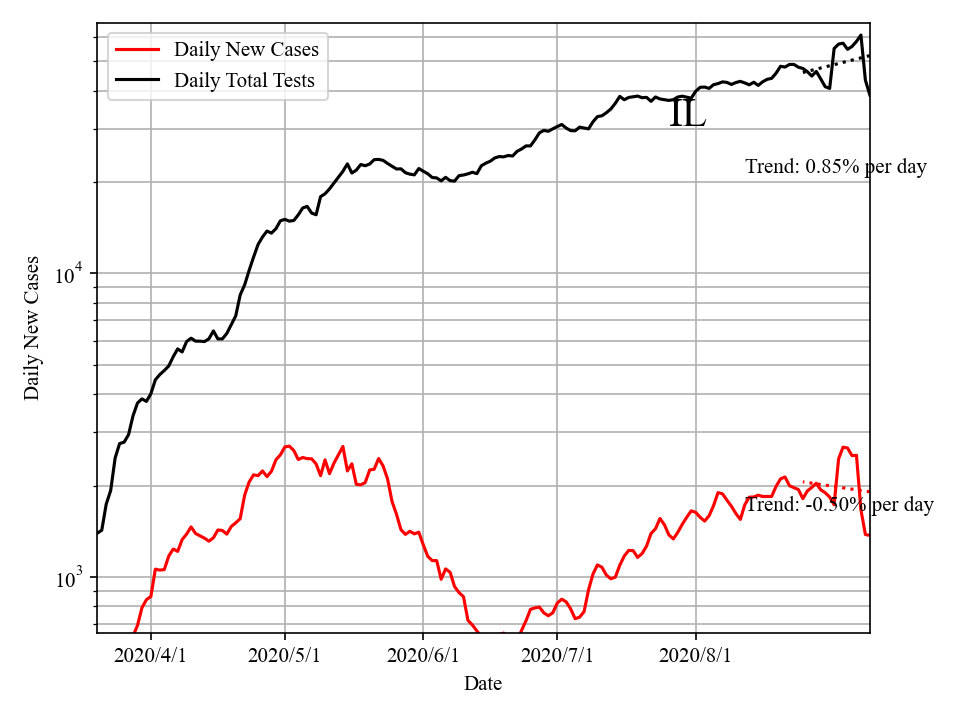 Daily New Cases
Daily Total Tests
IL
Trend: 0.85% per day
Trend: -0.50% per day
Daily New Cases
10^4
10^3
2020/4/1
2020/5/1
2020/6/1
2020/7/1
2020/8/1
Date